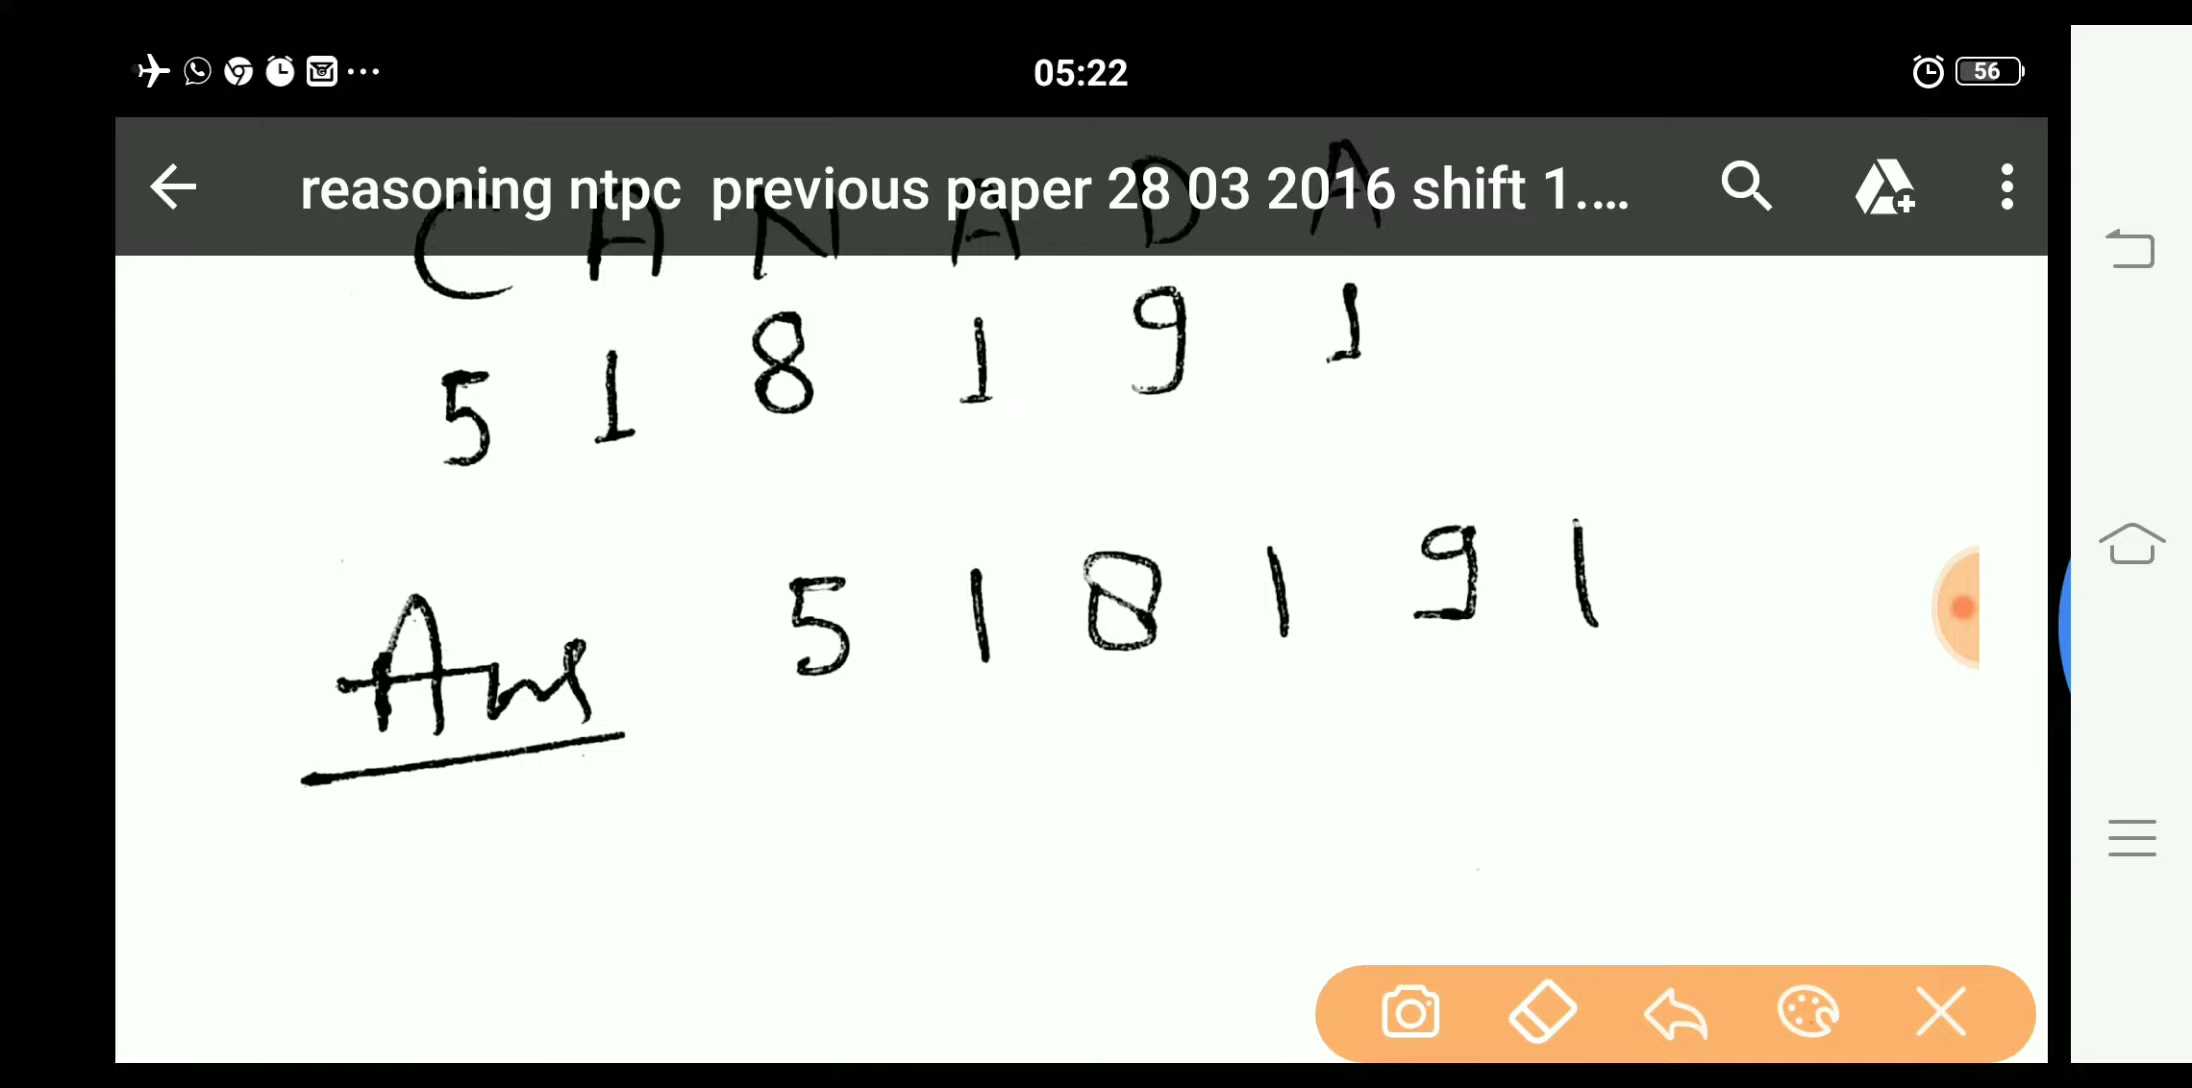 05:22
56
reasoning ntpc previous paper 28 03 2016 shift 1....
C A N A D A
5 1 8 1 9 1
Ans 5 1 8 1 9 1